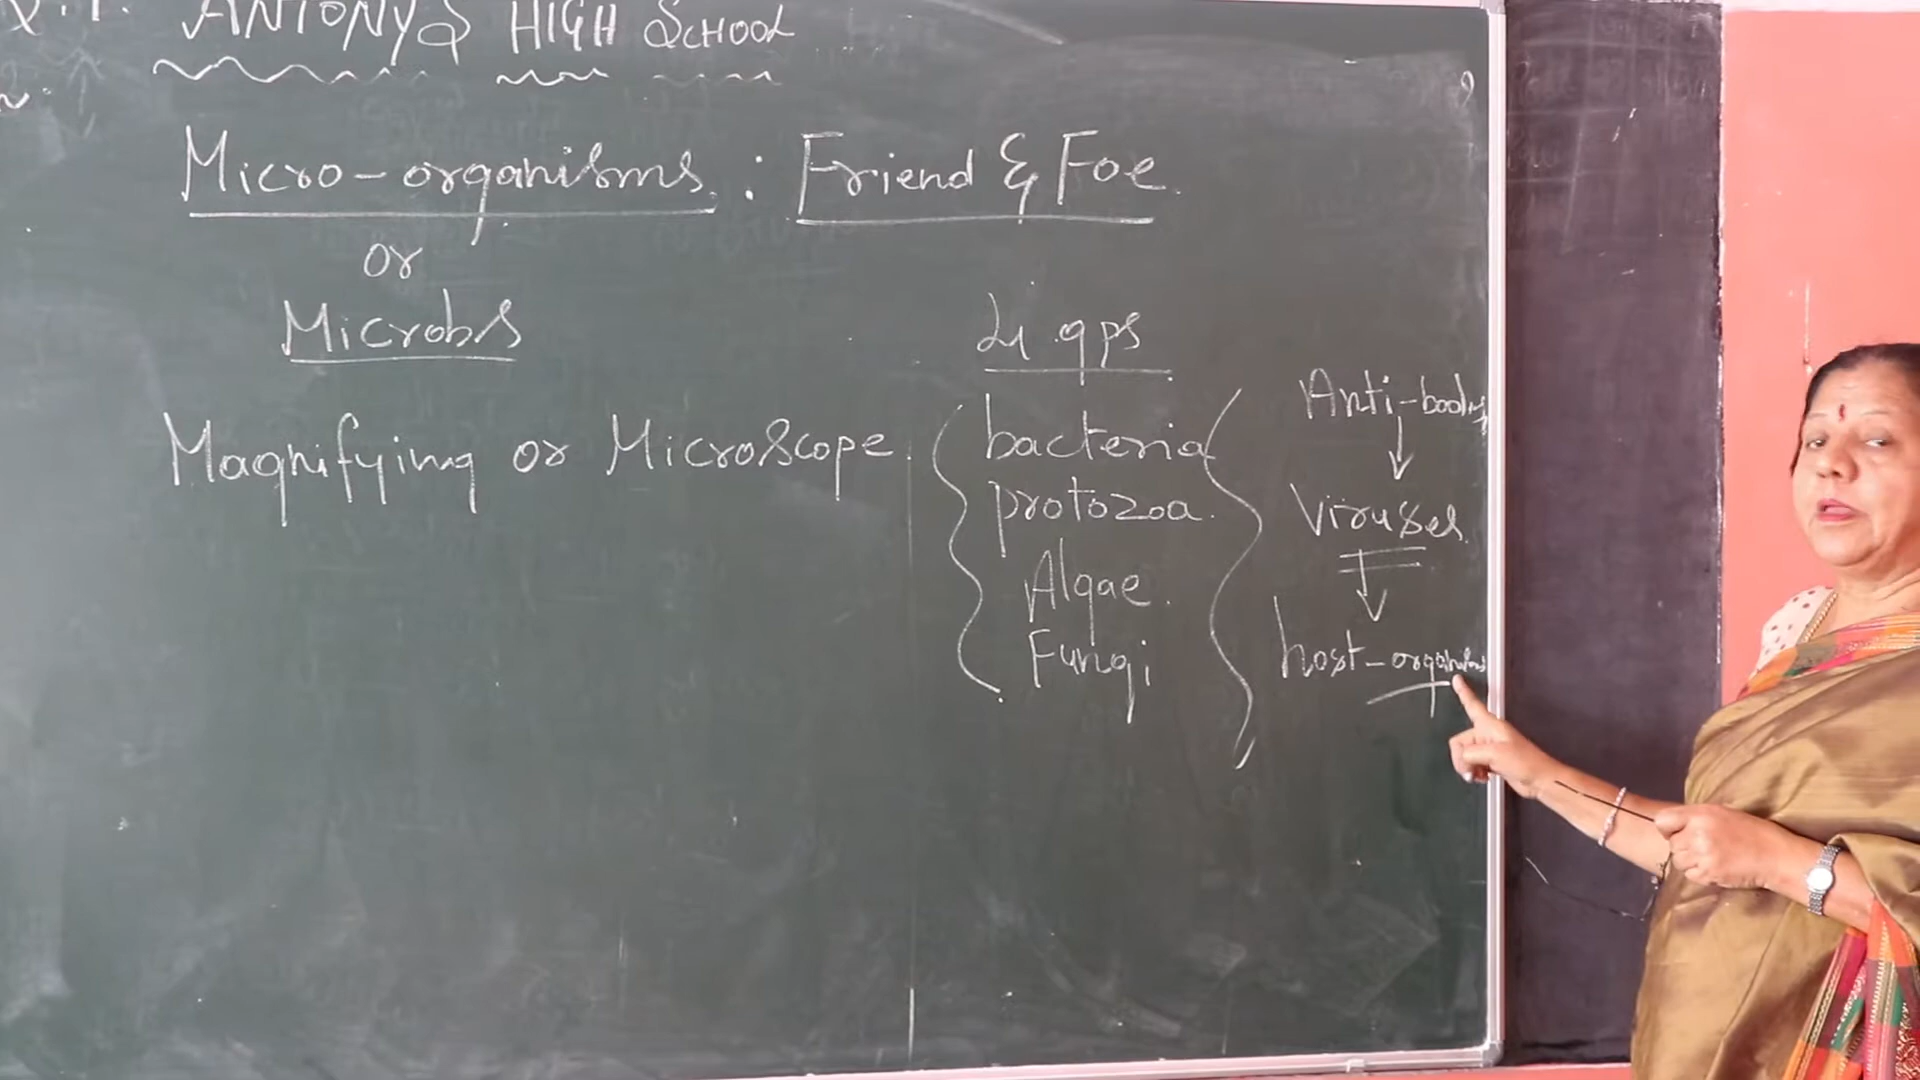 ANTONYS HIGH SCHOOL
Micro-organisms : Friend & Foe
or
Microbs
4 gps
Magnifying or Microscope
bacteria
protozoa
Algae
Fungi
Anti-bodies
Viruses
host-organism